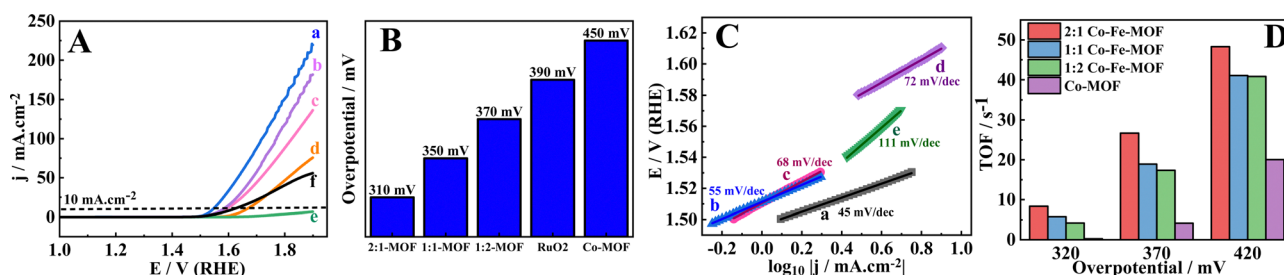 A
j / mA.cm-2
250
200
150
100
50
0
10 mA.cm-2
a
b
c
d
f
e
1.0
1.2
1.4
1.6
1.8
E / V (RHE)
B
Overpotential / mV
310 mV
350 mV
370 mV
390 mV
450 mV
2:1-MOF
1:1-MOF
1:2-MOF
RuO2
Co-MOF
C
E / V (RHE)
1.62
1.60
1.58
1.56
1.54
1.52
1.50
d
72 mV/dec
e
111 mV/dec
68 mV/dec
c
55 mV/dec
b
a
45 mV/dec
-0.2
0.0
0.2
0.4
0.6
0.8
1.0
log10 |j / mA.cm-2|
D
TOF / s-1
50
40
30
20
10
0
2:1 Co-Fe-MOF
1:1 Co-Fe-MOF
1:2 Co-Fe-MOF
Co-MOF
320
370
420
Overpotential / mV